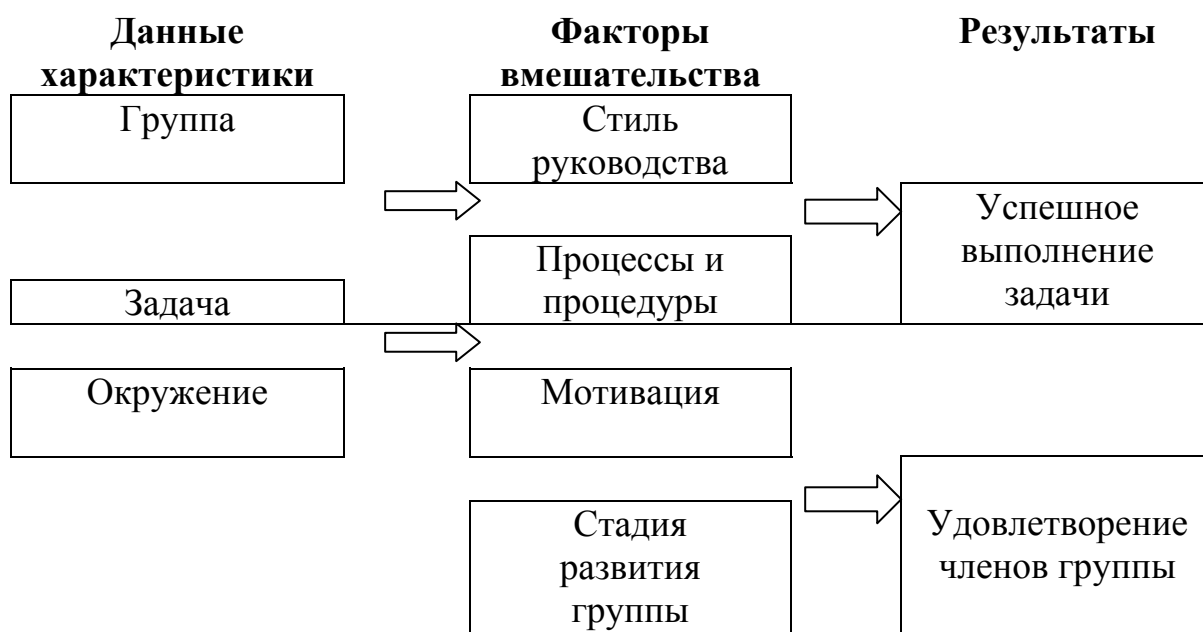 Данные
характеристики
Факторы
вмешательства
Результаты
Группа
Стиль
руководства
Успешное
выполнение
задачи
Задача
Процессы и
процедуры
Окружение
Мотивация
Стадия
развития
группы
Удовлетворение
членов группы